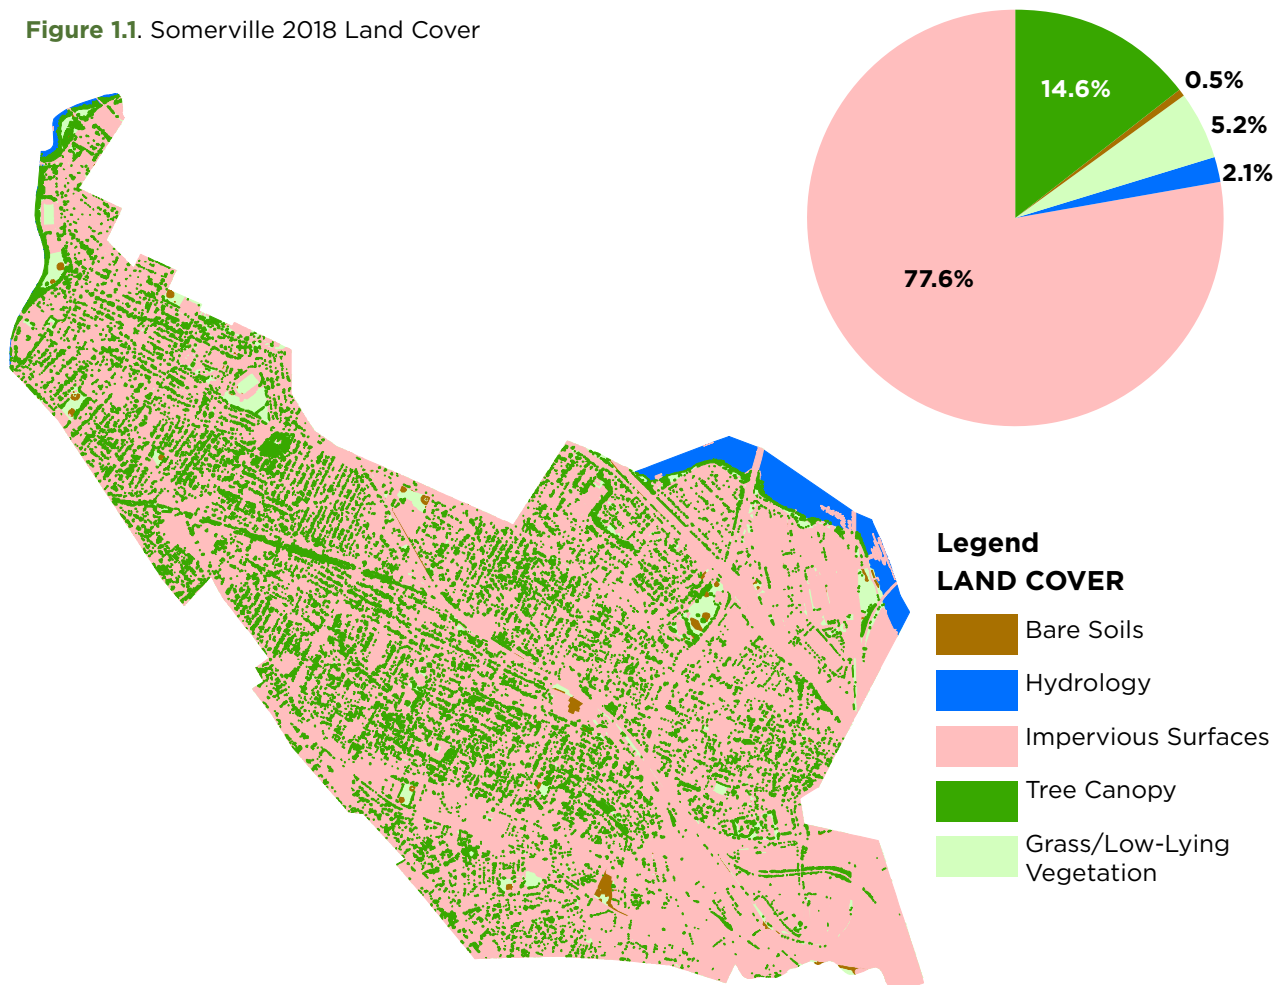 Figure 1.1. Somerville 2018 Land Cover
14.6%
0.5%
5.2%
2.1%
77.6%
Legend
LAND COVER
Bare Soils
Hydrology
Impervious Surfaces
Tree Canopy
Grass/Low-Lying
Vegetation